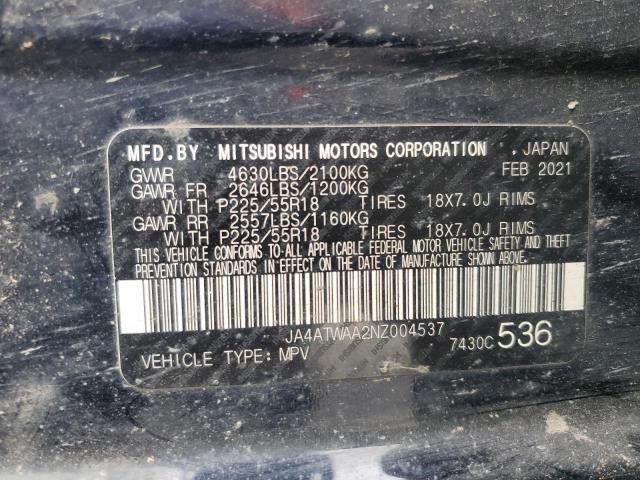 MFD.BY MITSUBISHI MOTORS CORPORATION , JAPAN
GVWR 4630LBS/2100KG FEB 2021
GAWR FR 2646LBS/1200KG
WITH P225/55R18 TIRES 18X7.0J RIMS
GAWR RR 2557LBS/1160KG
WITH P225/55R18 TIRES 18X7.0J RIMS
THIS VEHICLE CONFORMS TO ALL APPLICABLE FEDERAL MOTOR VEHICLE SAFETY AND THEFT
PREVENTION STANDARDS IN EFFECT ON THE DATE OF MANUFACTURE SHOWN ABOVE.
JA4ATWAA2NZ004537
VEHICLE TYPE: MPV 7430C 536